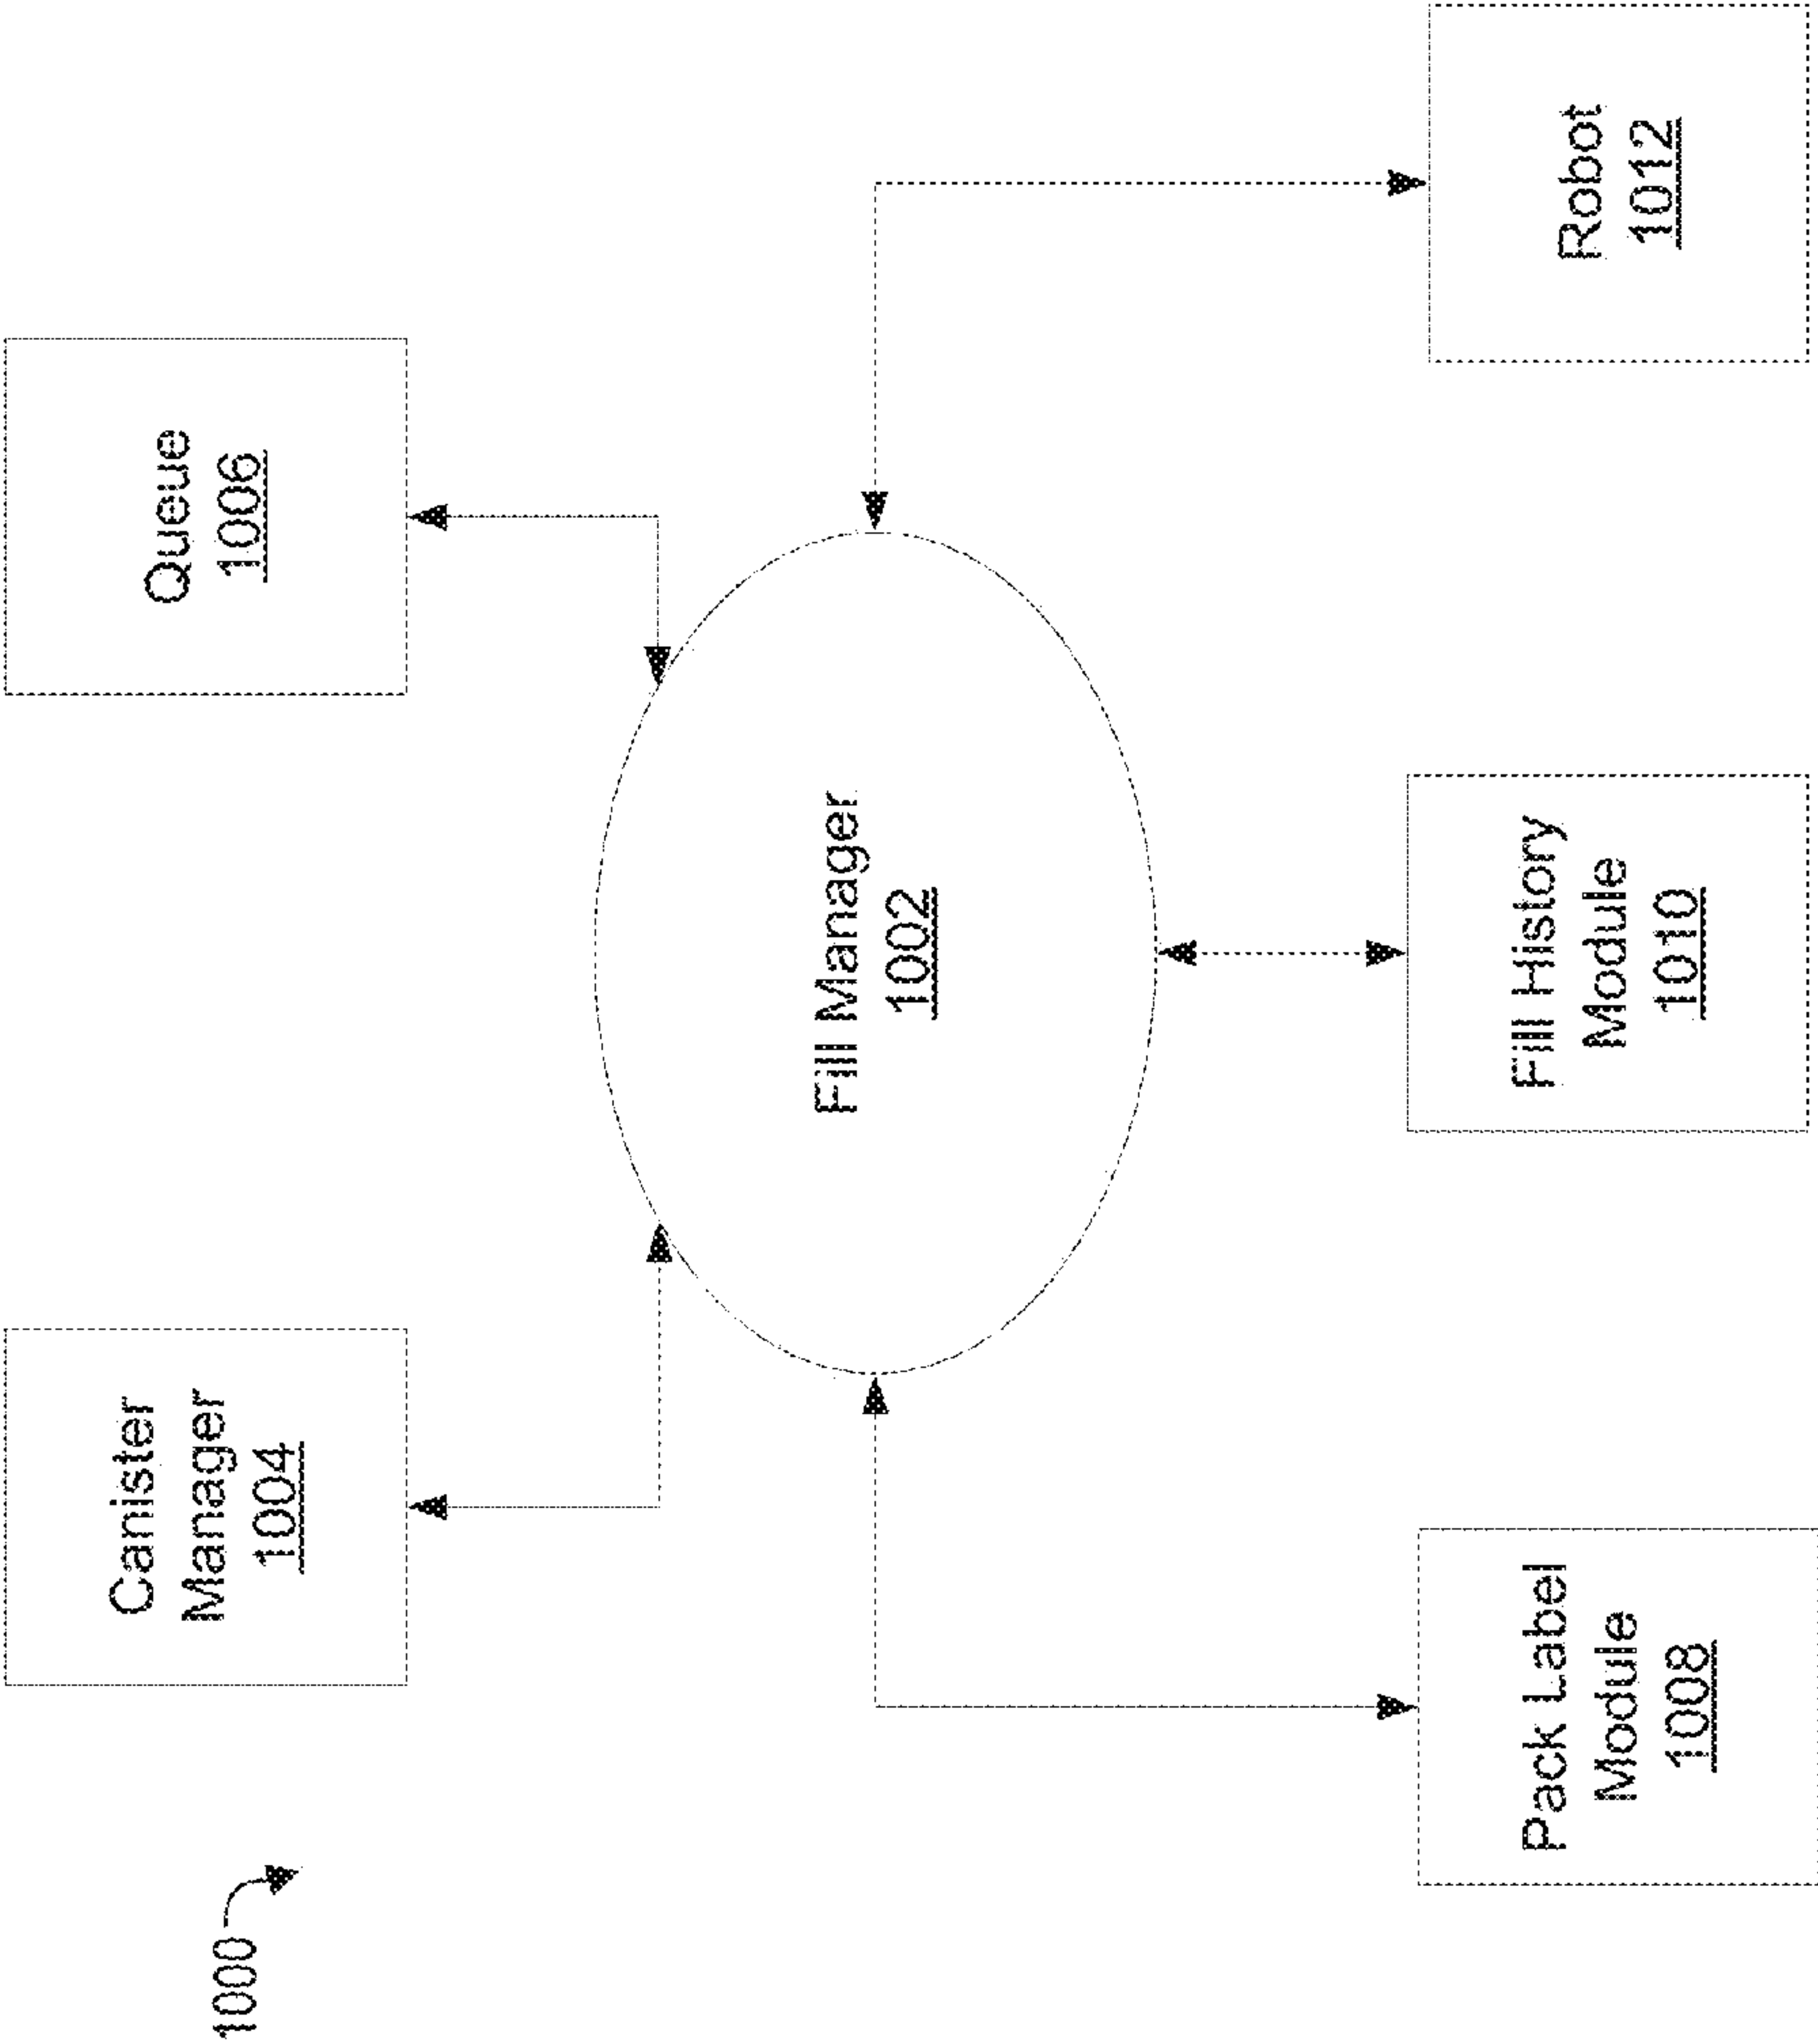 1000
Canister
Manager
1004
Queue
1006
Fill Manager
1002
Pack Label
Module
1008
Fill History
Module
1010
Robot
1012